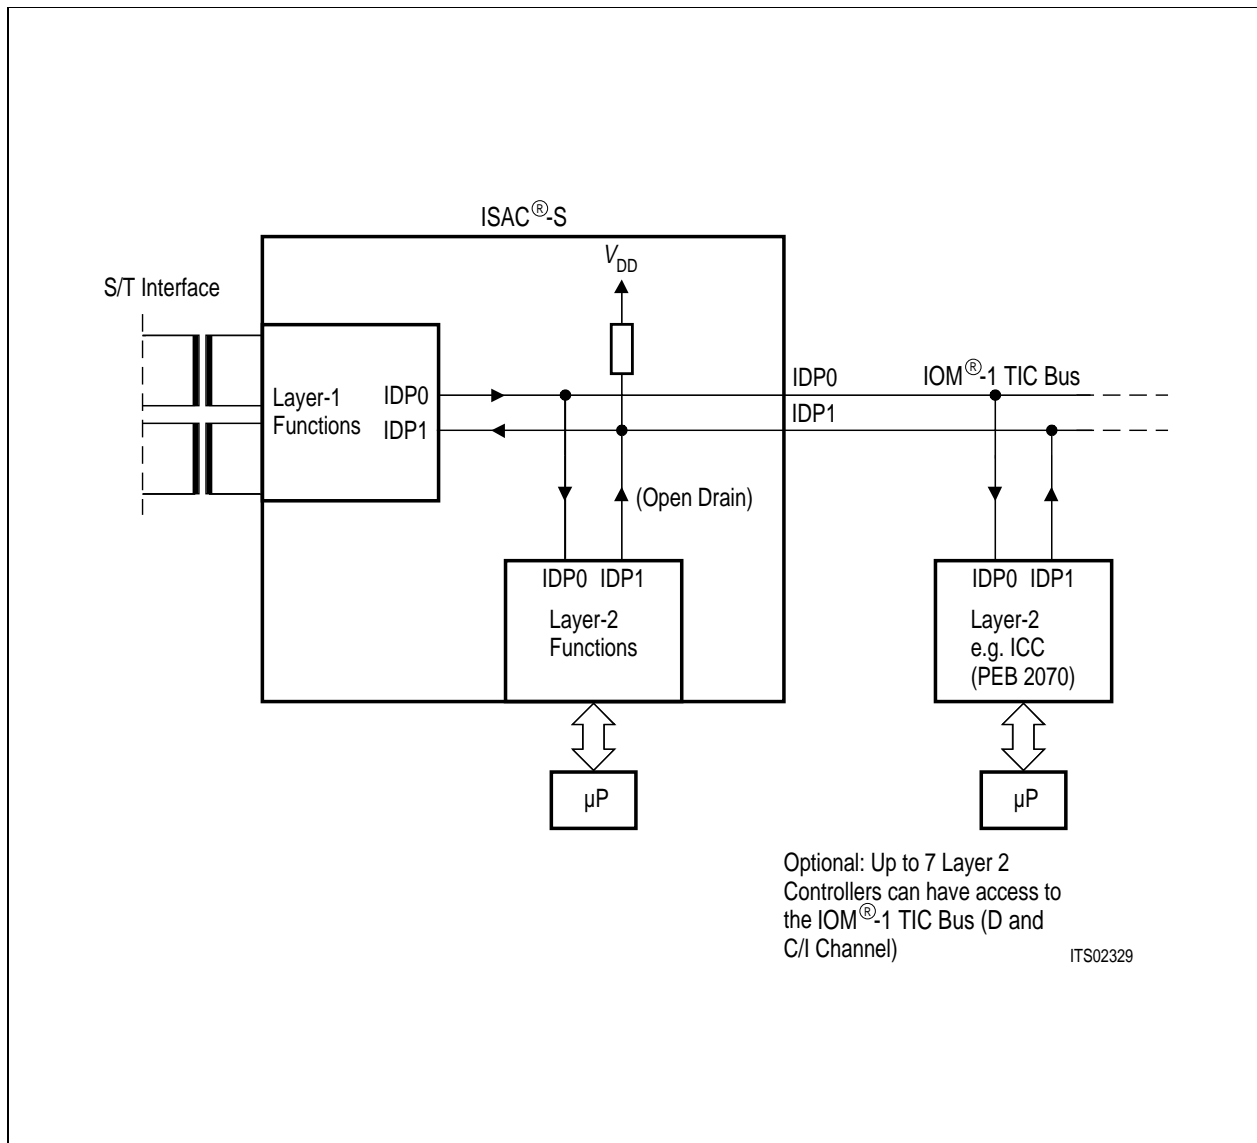 ISAC®-S
VDD
S/T Interface
IDP0
IOM®-1 TIC Bus
Layer-1
Functions
IDP0
IDP1
IDP1
(Open Drain)
IDP0 IDP1
Layer-2
Functions
IDP0 IDP1
Layer-2
e.g. ICC
(PEB 2070)
µP
µP
Optional: Up to 7 Layer 2
Controllers can have access to
the IOM®-1 TIC Bus (D and
C/I Channel)
ITS02329